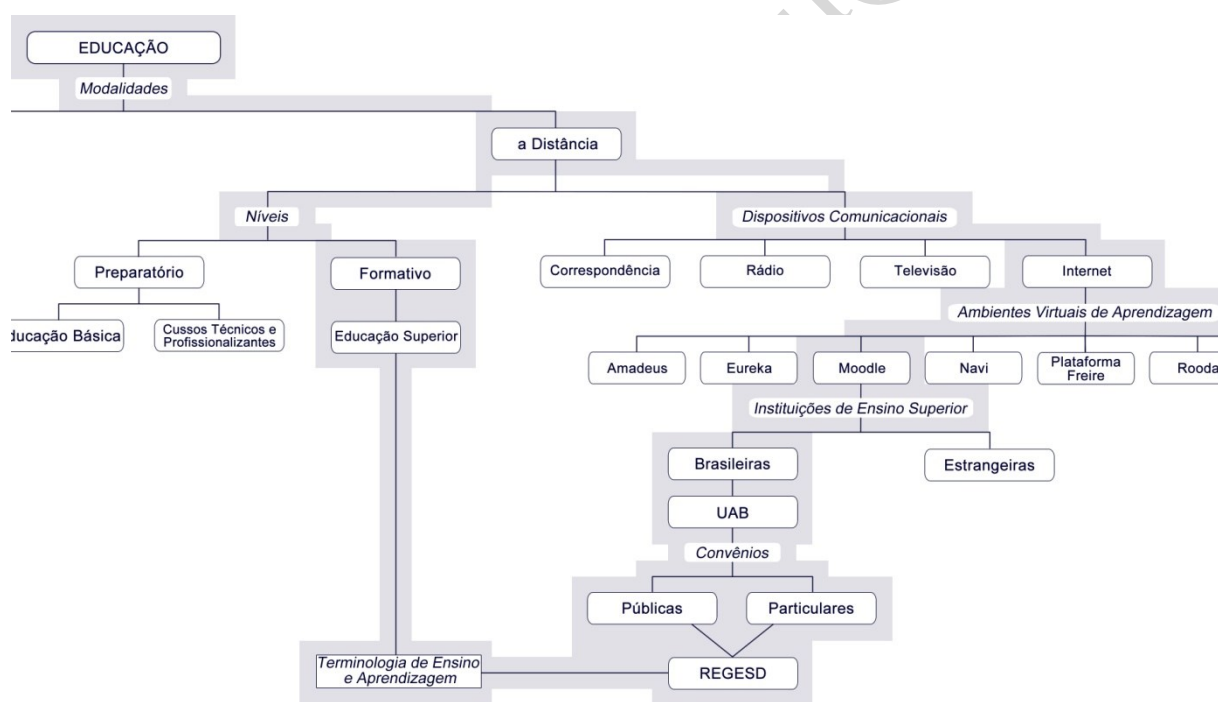 EDUCAÇÃO
Modalidades
a Distância
Níveis
Dispositivos Comunicacionais
Preparatório
Formativo
Correspondência
Rádio
Televisão
Internet
ducação Básica
Cussos Técnicos e
Profissionalizantes
Educação Superior
Ambientes Virtuais de Aprendizagem
Amadeus
Eureka
Moodle
Navi
Plataforma
Freire
Rooda
Instituições de Ensino Superior
Brasileiras
Estrangeiras
UAB
Convênios
Públicas
Particulares
Terminologia de Ensino
e Aprendizagem
REGESD